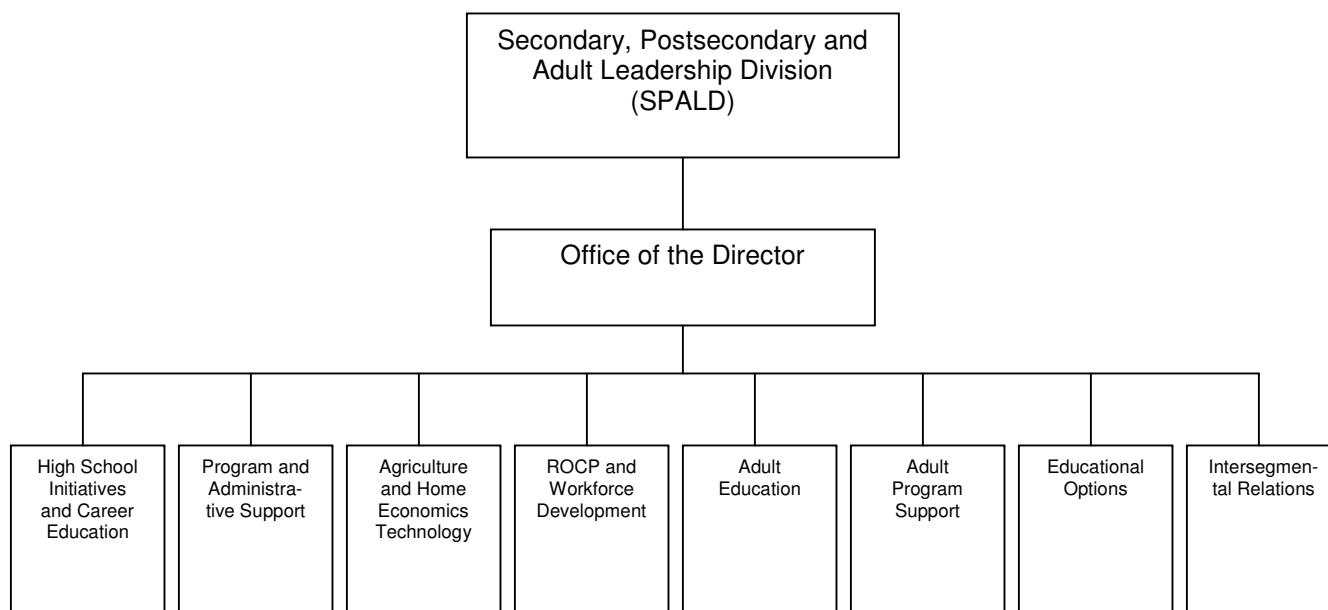 Secondary, Postsecondary and
Adult Leadership Division
(SPALD)
Office of the Director
High School
Initiatives
and Career
Education
Program and
Administra-
tive Support
Agriculture
and Home
Economics
Technology
ROCP and
Workforce
Development
Adult
Education
Adult
Program
Support
Educational
Options
Intersegmen-
tal Relations